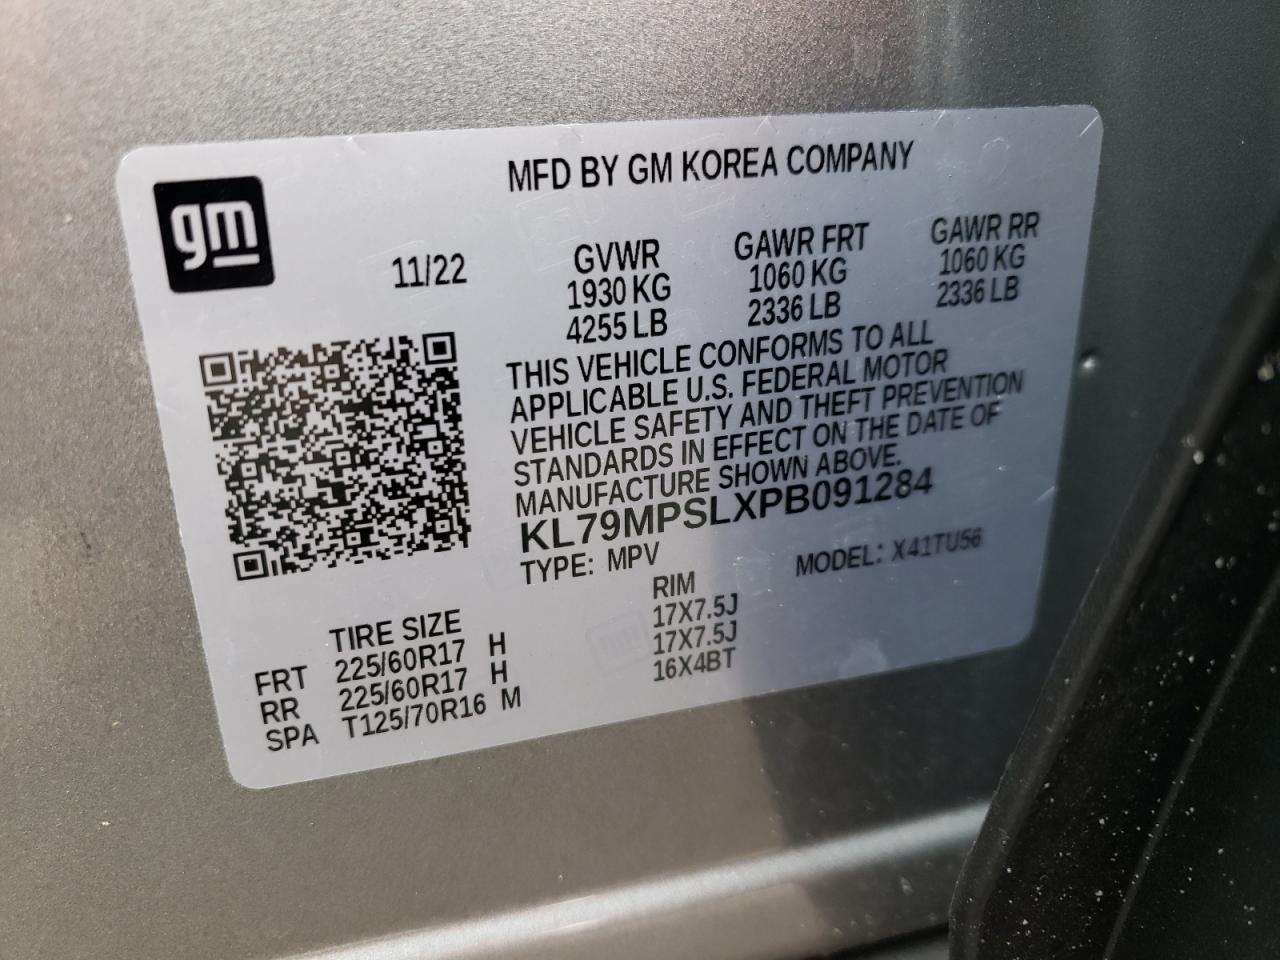 MFD BY GM KOREA COMPANY
gm
11/22
GVWR GAWR FRT GAWR RR
1930 KG 1060 KG 1060 KG
4255 LB 2336 LB 2336 LB
THIS VEHICLE CONFORMS TO ALL
APPLICABLE U.S. FEDERAL MOTOR
VEHICLE SAFETY AND THEFT PREVENTION
STANDARDS IN EFFECT ON THE DATE OF
MANUFACTURE SHOWN ABOVE.
KL79MPSLXPB091284
TYPE: MPV MODEL: X41TU56
TIRE SIZE RIM
FRT 225/60R17 H 17X7.5J
RR 225/60R17 H 17X7.5J
SPA T125/70R16 M 16X4BT